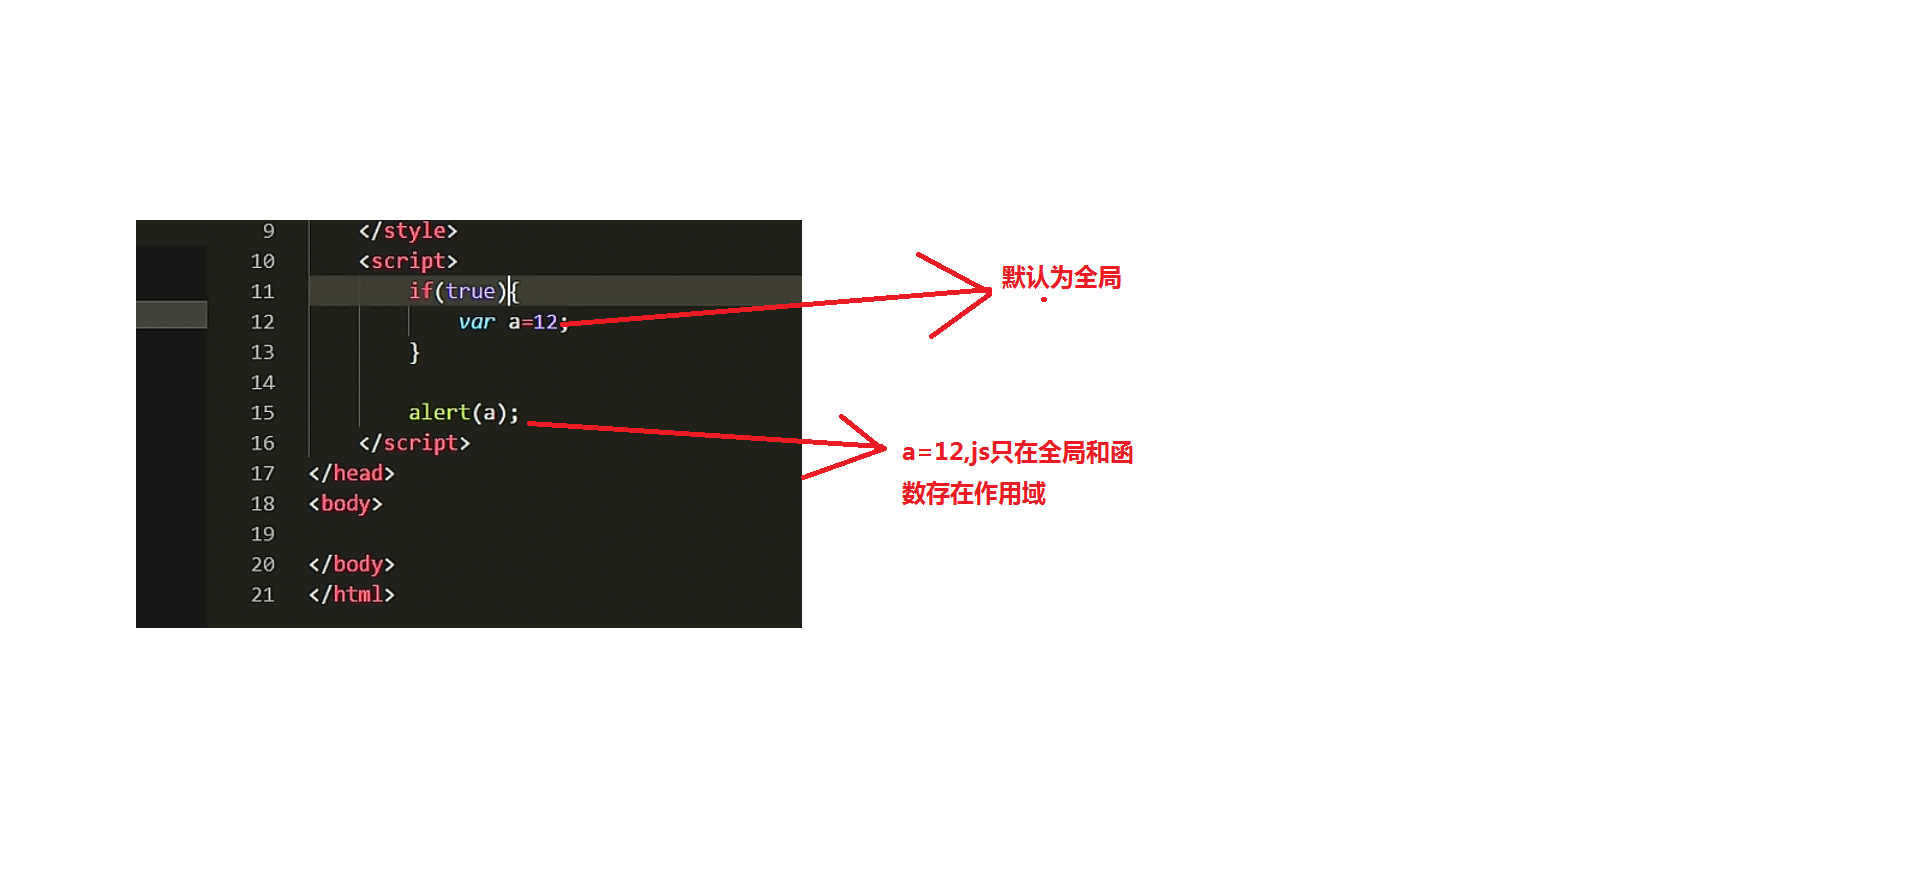 9 </style>
10 <script>
11 if(true){
12 var a=12;
13 }
14
15 alert(a);
16 </script>
17 </head>
18 <body>
19
20 </body>
21 </html>
默认为全局
a=12,js只在全局和函
数存在作用域